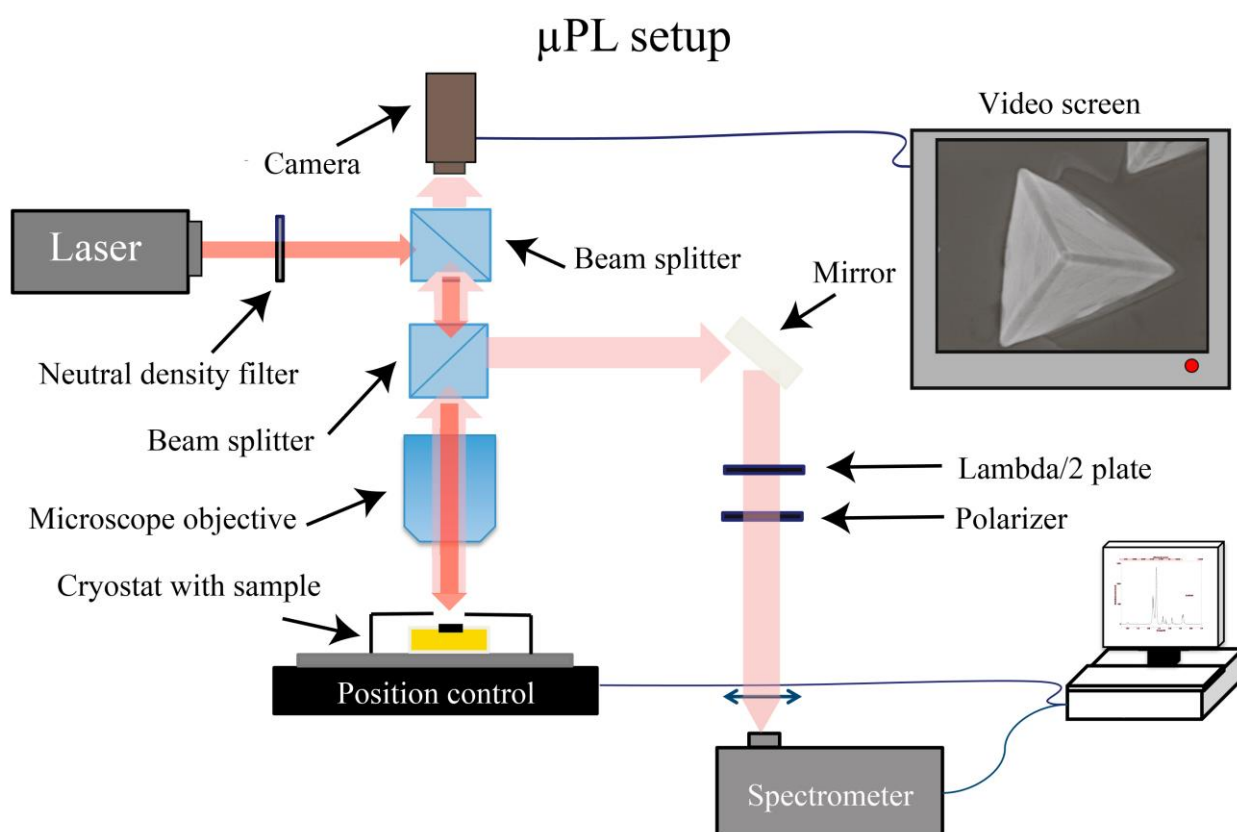 µPL setup
Video screen
Camera
Laser
Beam splitter
Mirror
Neutral density filter
Beam splitter
Lambda/2 plate
Microscope objective
Polarizer
Cryostat with sample
Position control
Spectrometer